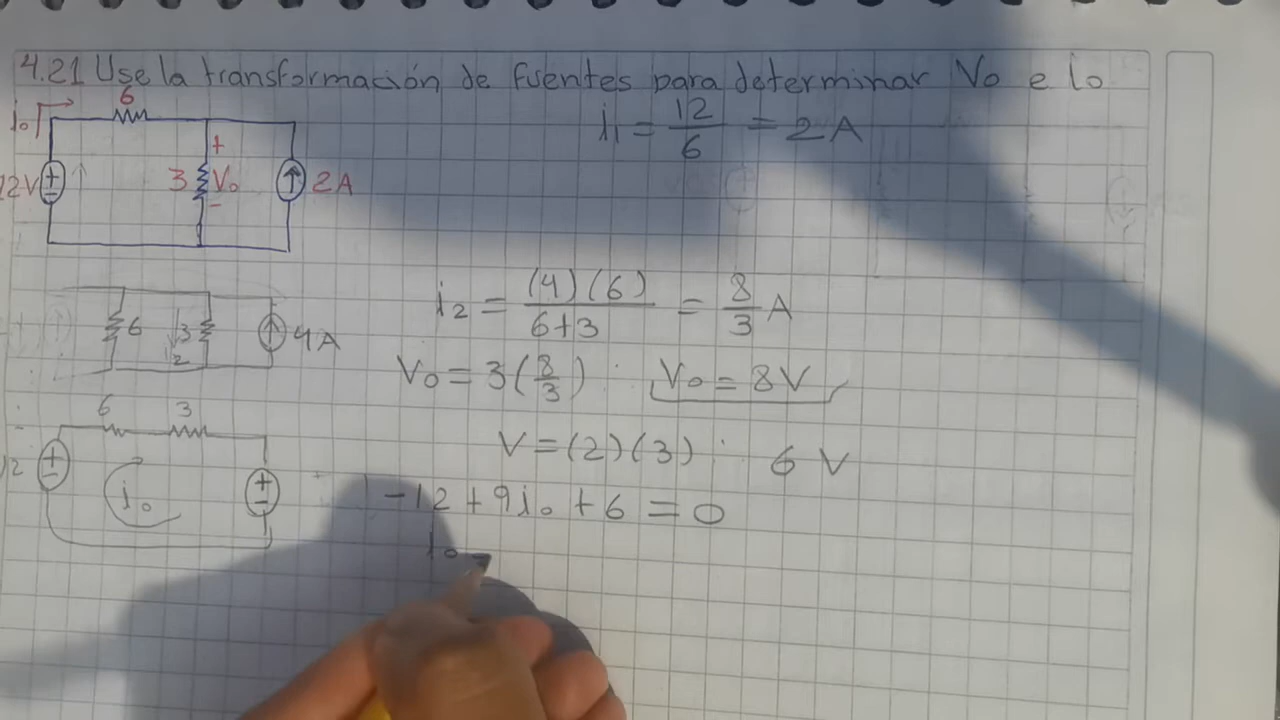 4.21 Use la transformación de fuentes para determinar Vo e io
6
io
i1 = 12/6 = 2 A
+
12V + - 3 Vo 2A
-
i2 = (4)(6)/6+3 = 8/3 A
6 3 4A
i2
Vo = 3(8/3) ∴ Vo = 8V
6 3
V = (2)(3) ∴ 6 V
12 + - io + -
-12 + 9io + 6 = 0
io =